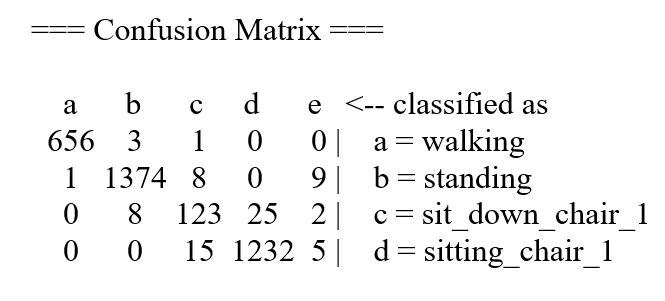 === Confusion Matrix ===
a b c d e <-- classified as
656 3 1 0 0 | a = walking
1 1374 8 0 9 | b = standing
0 8 123 25 2 | c = sit_down_chair_1
0 0 15 1232 5 | d = sitting_chair_1